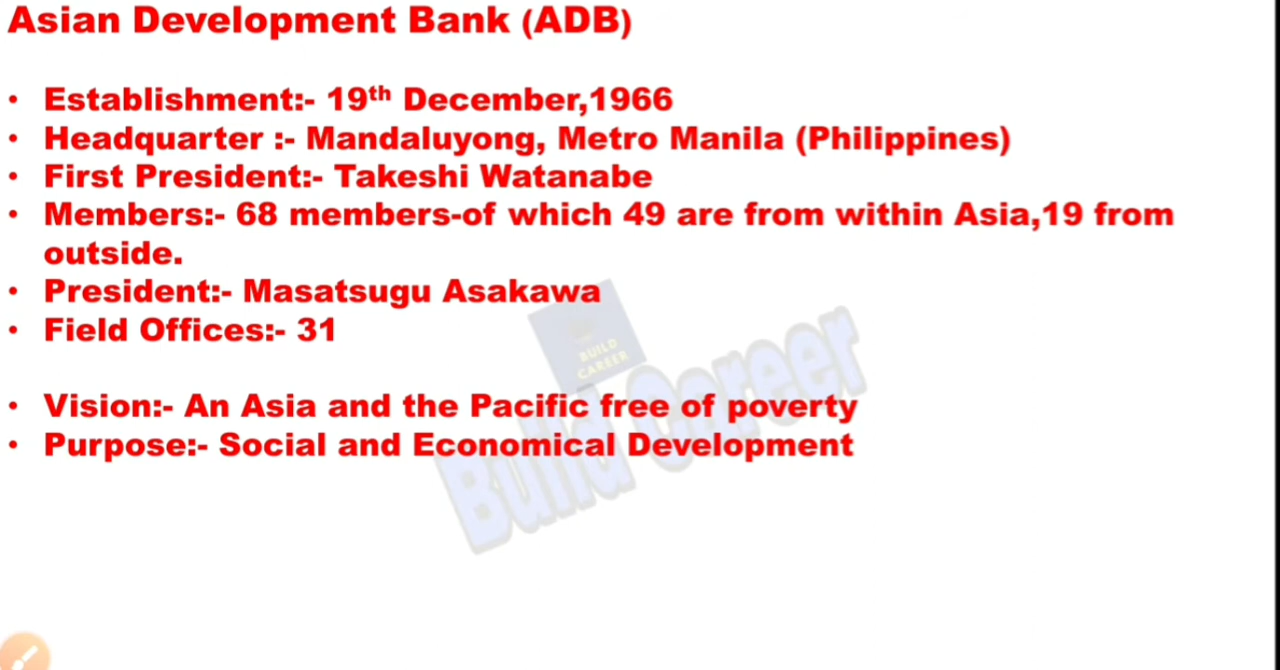 Asian Development Bank (ADB)
• Establishment:- 19th December,1966
• Headquarter :- Mandaluyong, Metro Manila (Philippines)
• First President:- Takeshi Watanabe
• Members:- 68 members-of which 49 are from within Asia,19 from
outside.
• President:- Masatsugu Asakawa
• Field Offices:- 31
BUILD
CAREER
Build Career
• Vision:- An Asia and the Pacific free of poverty
• Purpose:- Social and Economical Development